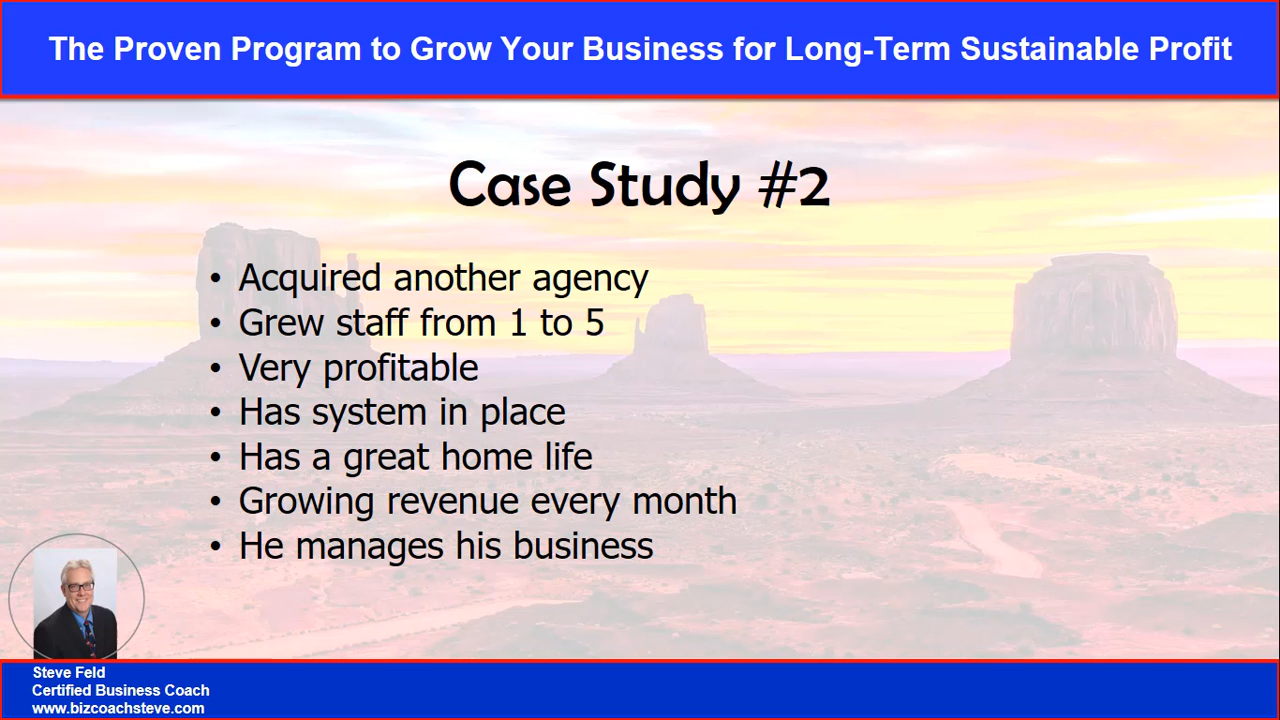 The Proven Program to Grow Your Business for Long-Term Sustainable Profit
Case Study #2
• Acquired another agency
• Grew staff from 1 to 5
• Very profitable
• Has system in place
• Has a great home life
• Growing revenue every month
• He manages his business
Steve Feld
Certified Business Coach
www.bizcoachsteve.com